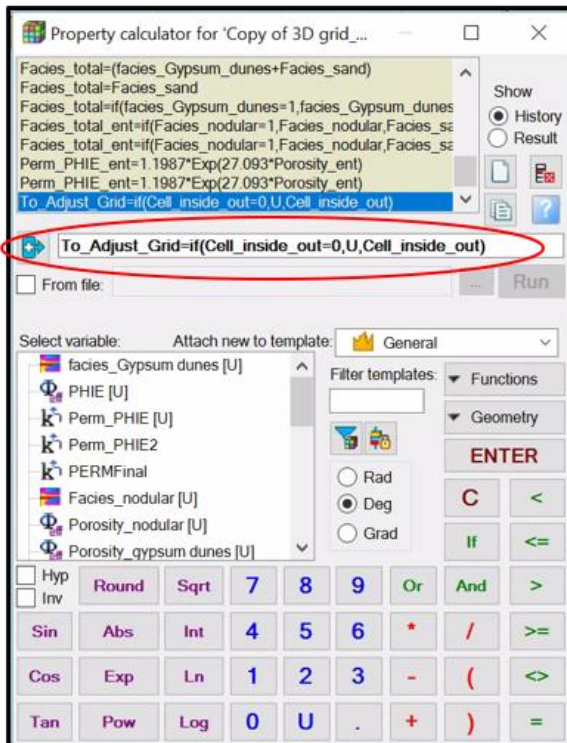 Property calculator for 'Copy of 3D grid_...
Facies_total=(facies_Gypsum_dunes+Facies_sand)
Facies_total=Facies_sand
Facies_total=if(facies_Gypsum_dunes=1,facies_Gypsum_dunes
Facies_total_ent=if(Facies_nodular=1,Facies_nodular,Facies_sa
Facies_total_ent=if(Facies_nodular=1,Facies_nodular,Facies_sa
Perm_PHIE_ent=1.1987*Exp(27.093*Porosity_ent)
Perm_PHIE_ent=1.1987*Exp(27.093*Porosity_ent)
To_Adjust_Grid=if(Cell_inside_out=0,U,Cell_inside_out)
Show
History
Result
?
To_Adjust_Grid=if(Cell_inside_out=0,U,Cell_inside_out)
From file: ... Run
Select variable: Attach new to template: General
facies_Gypsum dunes [U]
PHIE [U]
Perm_PHIE [U]
Perm_PHIE2
PERMFinal
Facies_nodular [U]
Porosity_nodular [U]
Porosity_gypsum dunes [U]
Filter templates:
Rad
Deg
Grad
Functions
Geometry
ENTER
C <
If <=
Hyp
Inv
Round Sqrt 7 8 9 Or And >
Sin Abs Int 4 5 6 * / >=
Cos Exp Ln 1 2 3 - ( <>
Tan Pow Log 0 U . + ) =